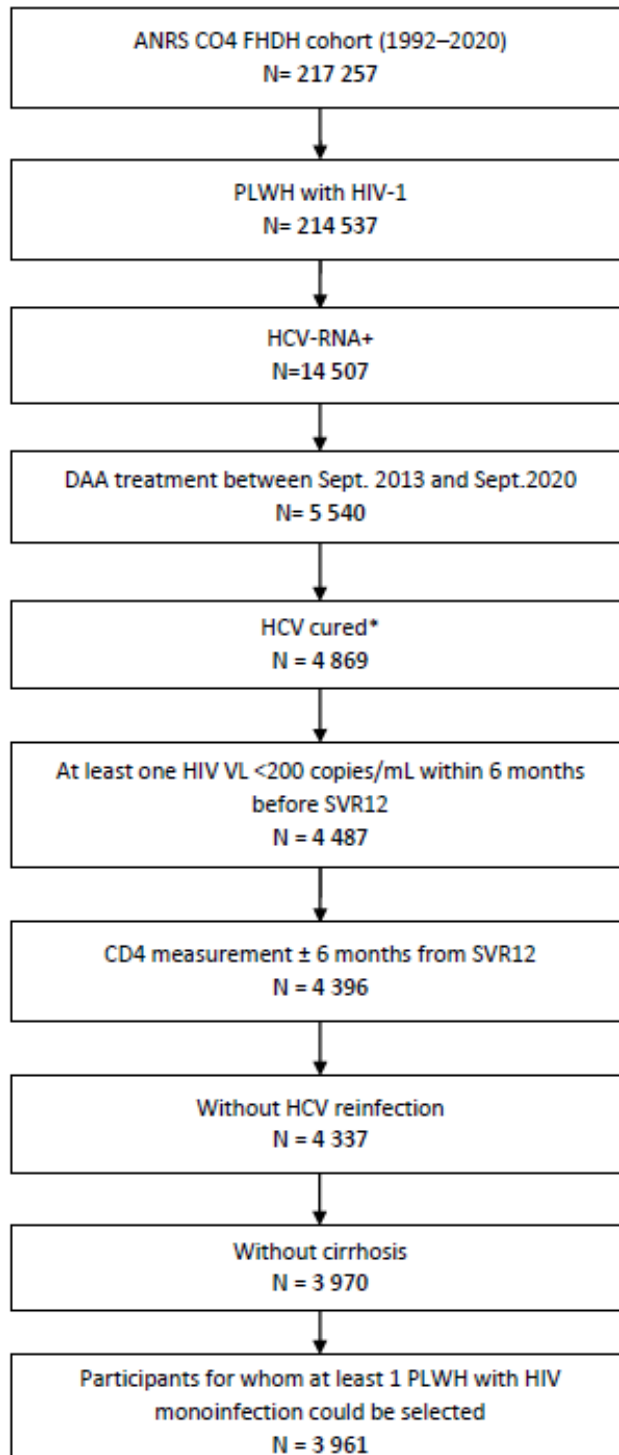 ANRS CO4 FHDH cohort (1992–2020)
N= 217 257
PLWH with HIV-1
N= 214 537
HCV-RNA+
N=14 507
DAA treatment between Sept. 2013 and Sept.2020
N= 5 540
HCV cured*
N = 4 869
At least one HIV VL <200 copies/mL within 6 months
before SVR12
N = 4 487
CD4 measurement ± 6 months from SVR12
N = 4 396
Without HCV reinfection
N = 4 337
Without cirrhosis
N = 3 970
Participants for whom at least 1 PLWH with HIV
monoinfection could be selected
N = 3 961